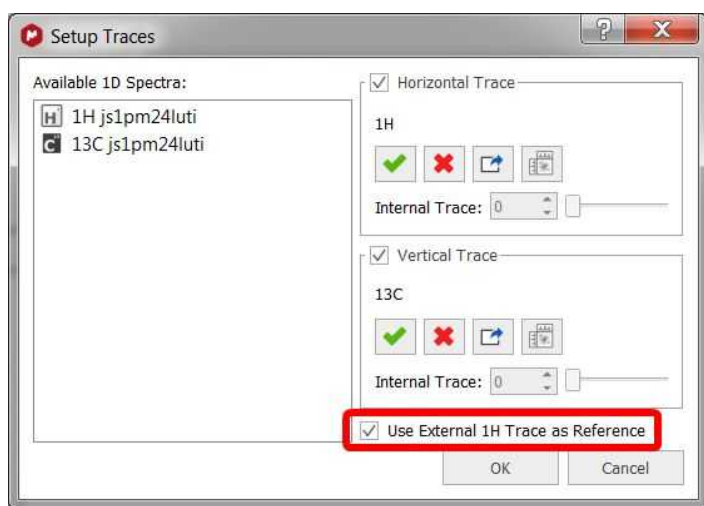 Setup Traces
Available 1D Spectra:
1H js1pm24luti
13C js1pm24luti
Horizontal Trace
1H
Internal Trace: 0
Vertical Trace
13C
Internal Trace: 0
Use External 1H Trace as Reference
OK
Cancel